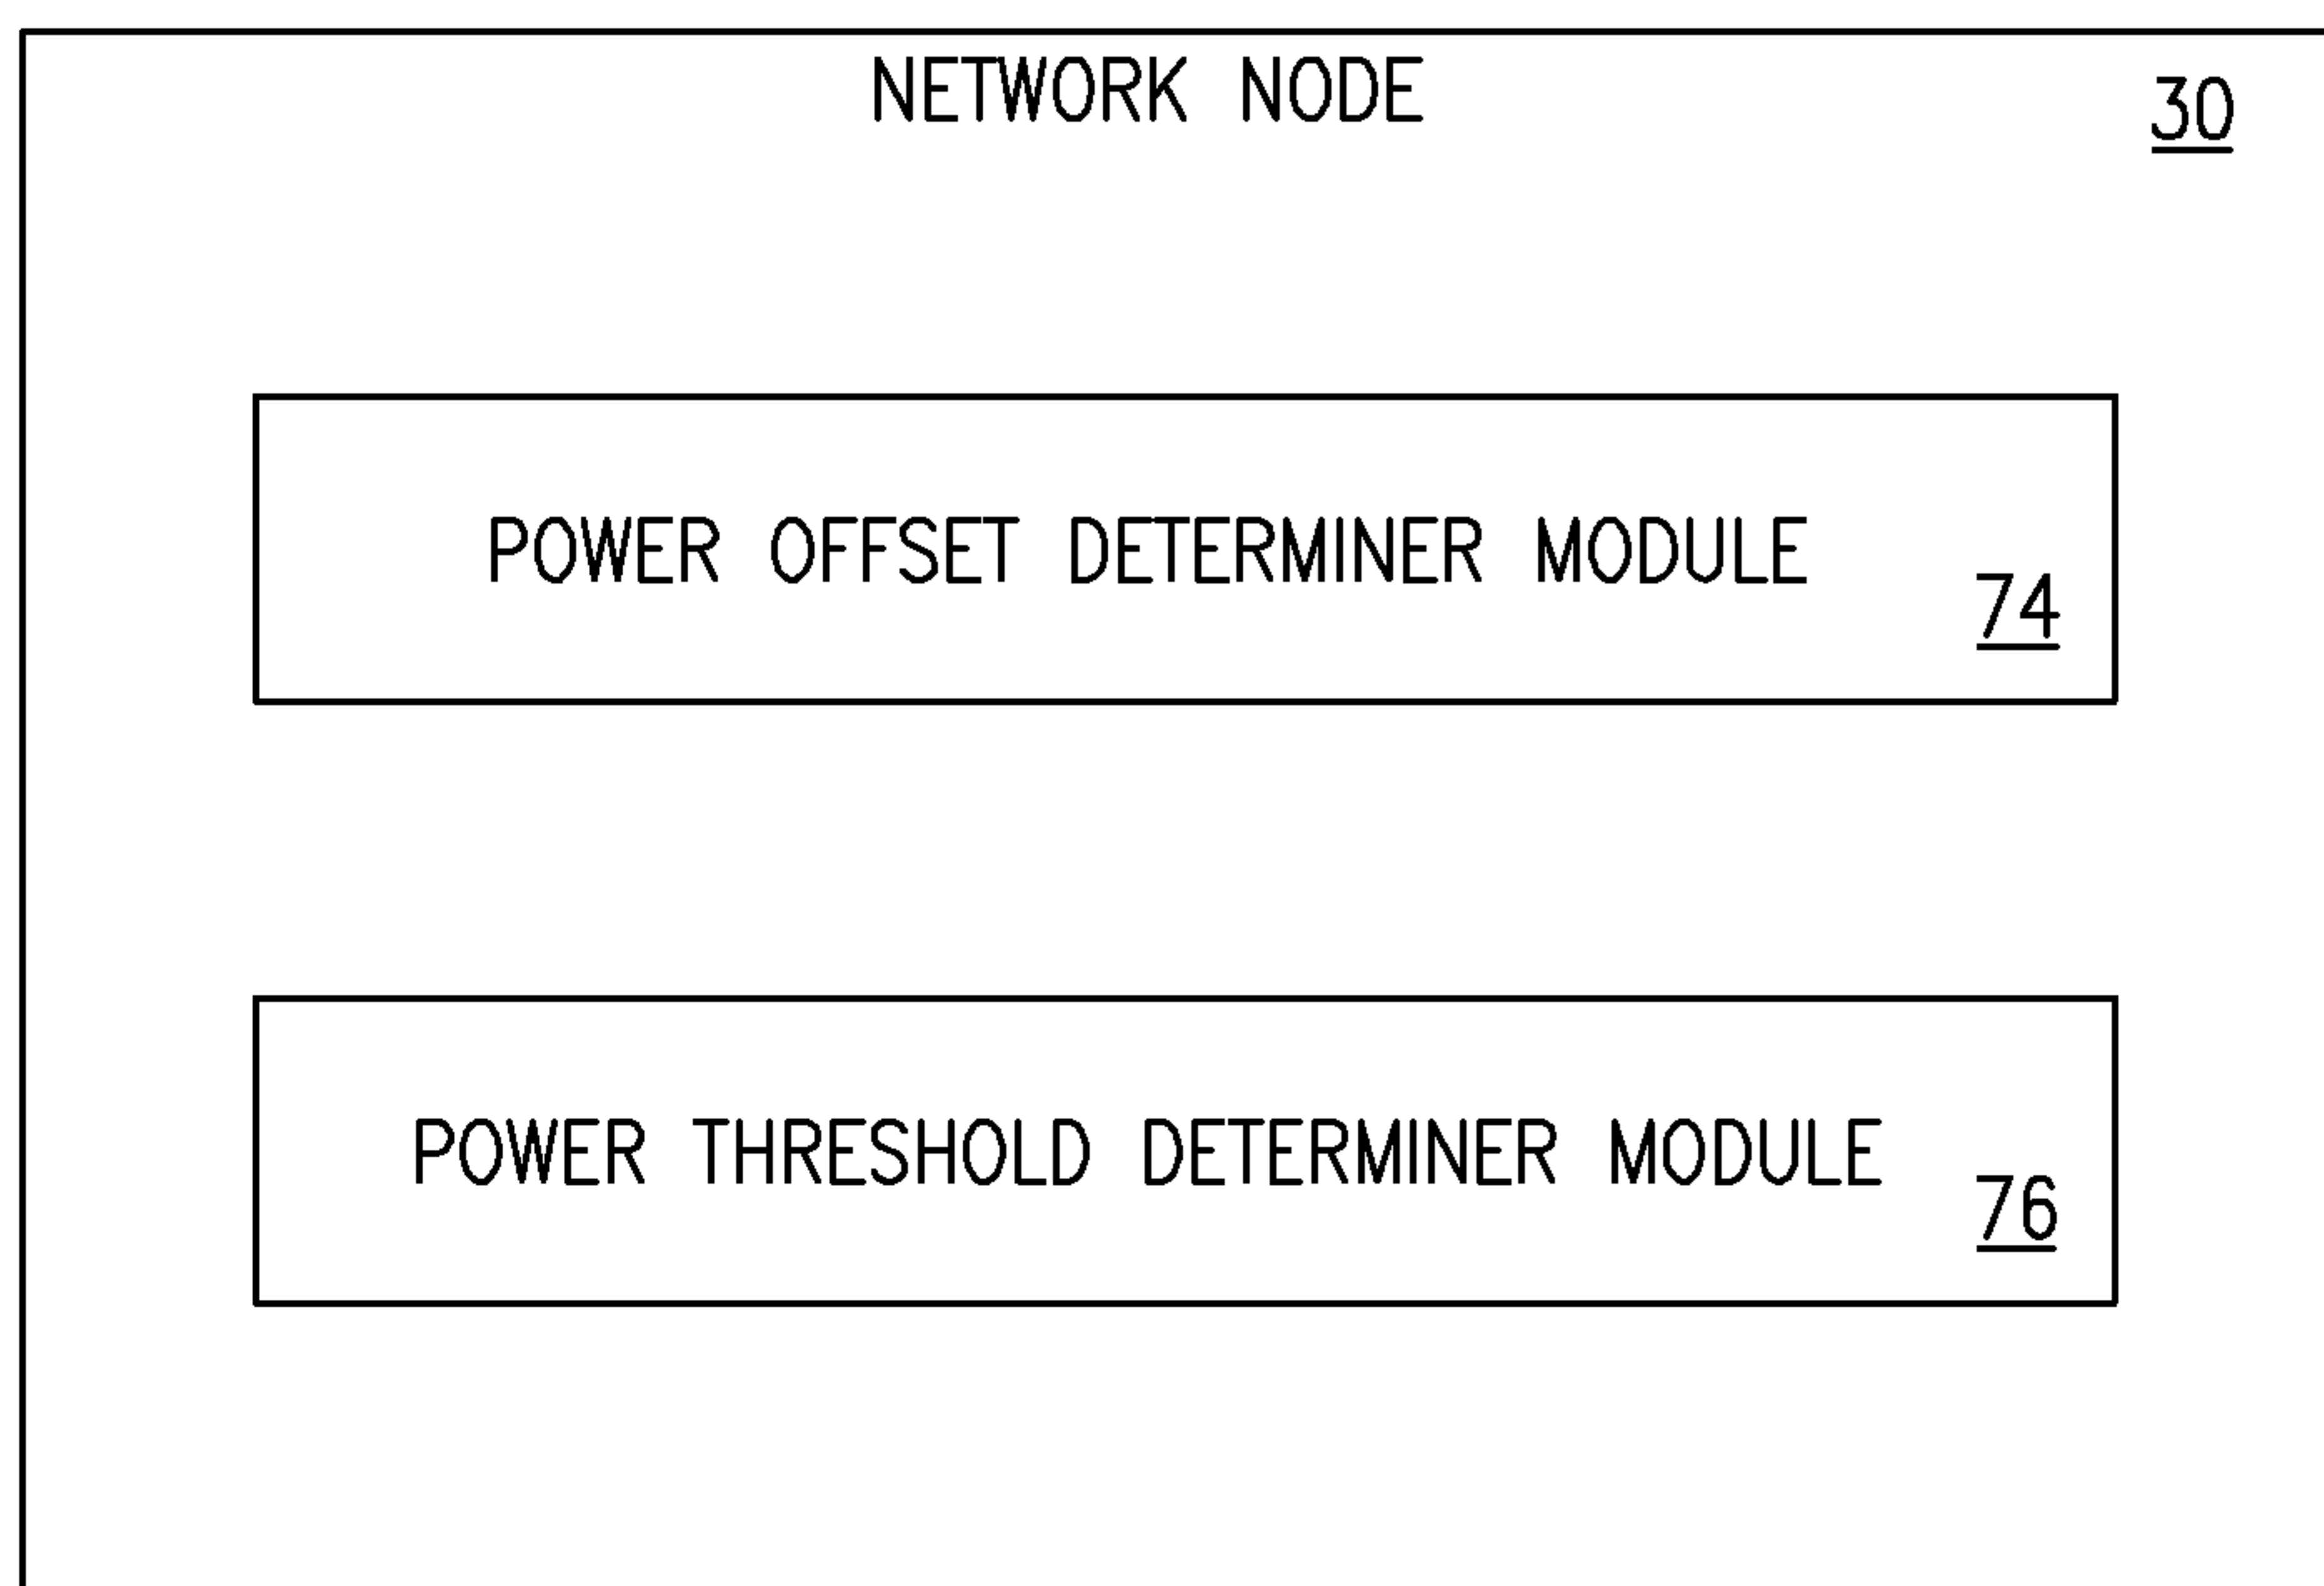 NETWORK NODE
30
POWER OFFSET DETERMINER MODULE
74
POWER THRESHOLD DETERMINER MODULE
76